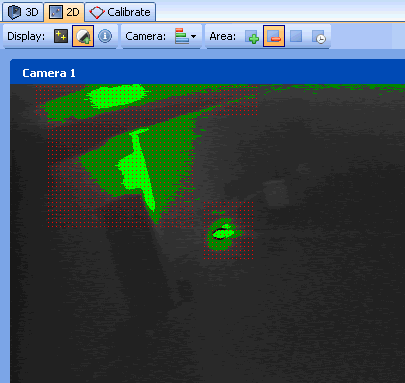 3D 2D Calibrate
Display: Camera: Area:
Camera 1